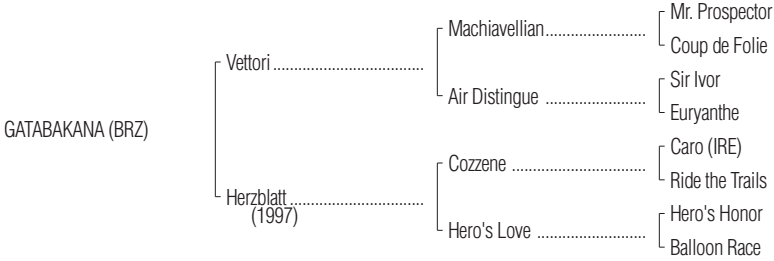 Mr. Prospector
Machiavellian
Coup de Folie
Vettori
Sir Ivor
Air Distingue
Euryanthe
GATABAKANA (BRZ)
Caro (IRE)
Cozzene
Ride the Trails
Herzblatt
(1997)
Hero's Honor
Hero's Love
Balloon Race